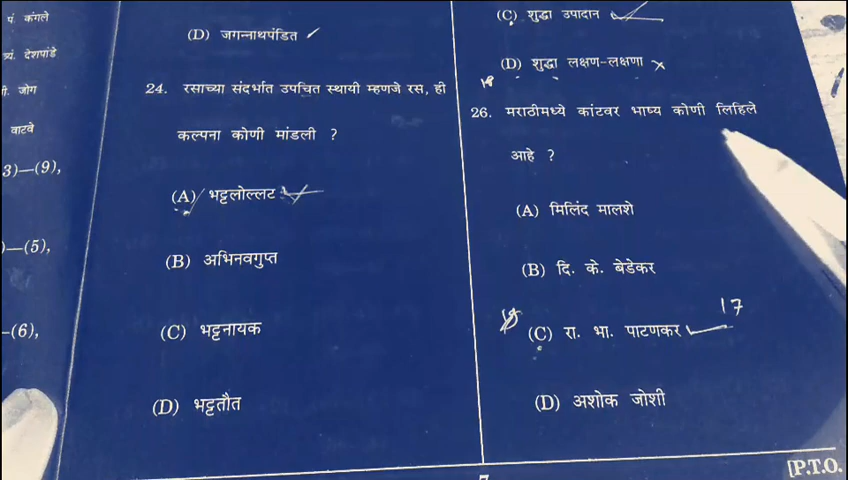 पं. कंगले
त्र्यं. देशपांडे
जोग
वाटवे
3)—(9),
)—(5),
–(6),
(D) जगन्नाथपंडित
24. रसाच्या संदर्भात उपचित स्थायी म्हणजे रस, ही
कल्पना कोणी मांडली ?
(A) भट्टलोल्लट
(B) अभिनवगुप्त
(C) भट्टनायक
(D) भट्टतौत
(C) शुद्धा उपादान
(D) शुद्धा लक्षण-लक्षणा
26. मराठीमध्ये कांटवर भाष्य कोणी लिहिले
आहे ?
(A) मिलिंद मालशे
(B) दि. के. बेडेकर
17
(C) रा. भा. पाटणकर
(D) अशोक जोशी
[P.T.O.